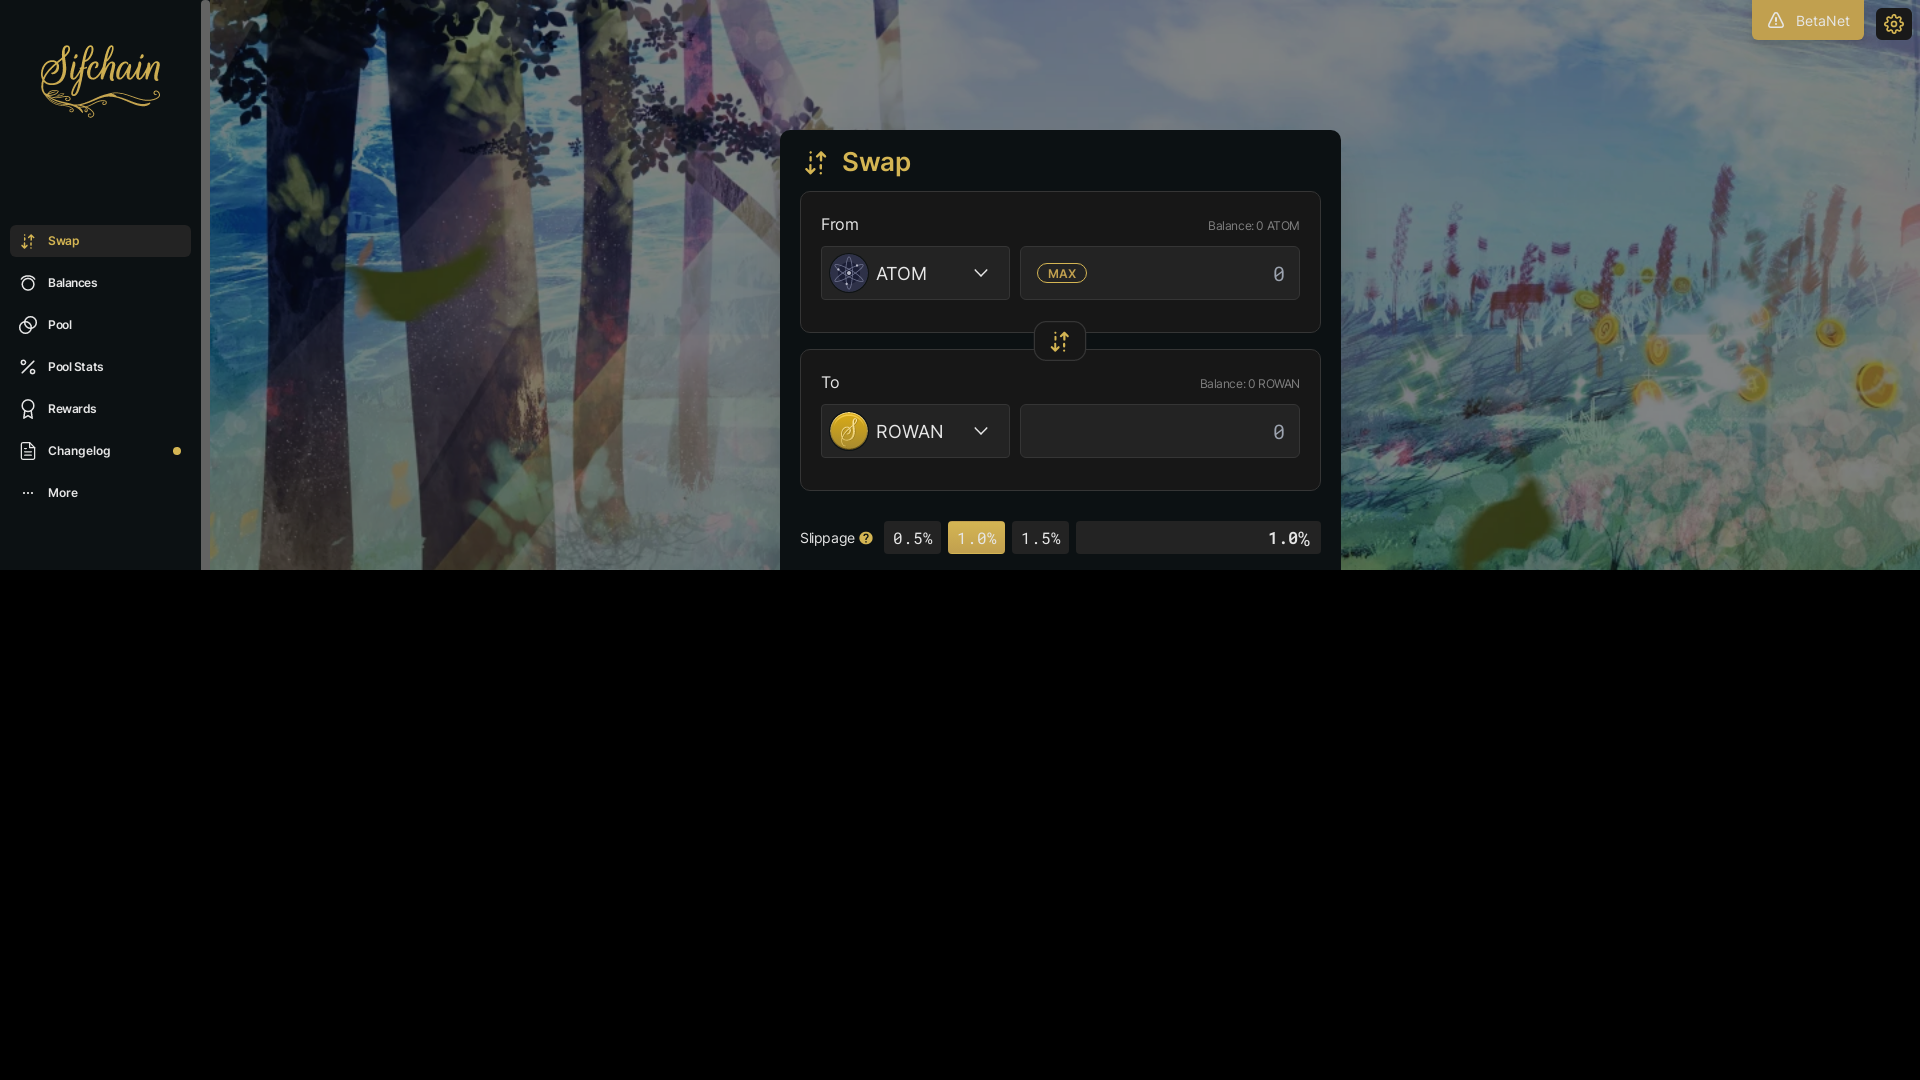 Sifchain
BetaNet
Swap
Balances
Pool
Pool Stats
Rewards
Changelog
More
Swap
From
Balance: 0 ATOM
ATOM
MAX
0
To
Balance: 0 ROWAN
ROWAN
0
Slippage
0.5%
1.0%
1.5%
1.0%